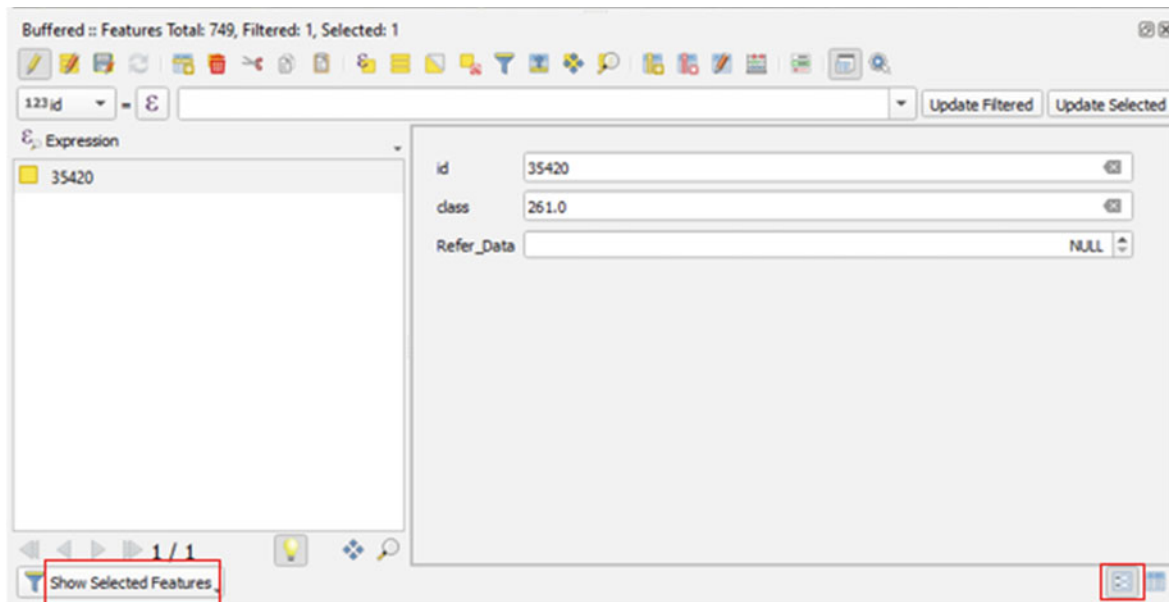 Buffered :: Features Total: 749, Filtered: 1, Selected: 1
123 id = ε Update Filtered Update Selected
Expression
35420
id 35420
class 261.0
Refer_Data NULL
1 / 1
Show Selected Features